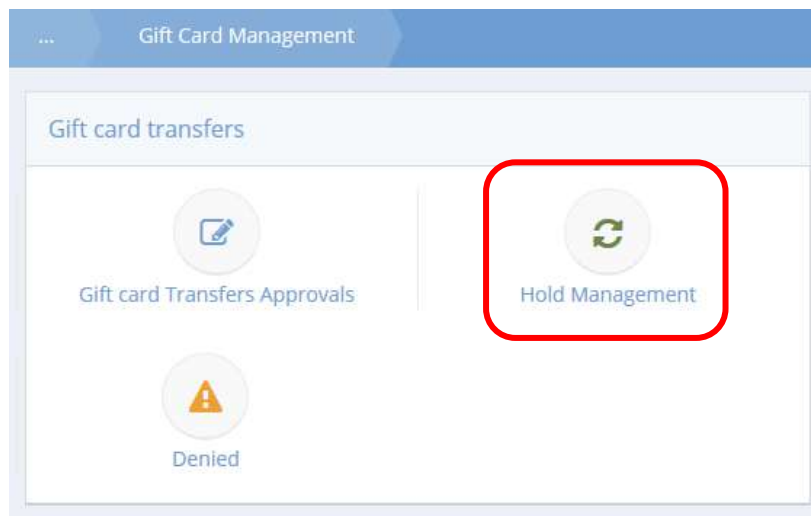 ... Gift Card Management
Gift card transfers
Gift card Transfers Approvals
Hold Management
Denied